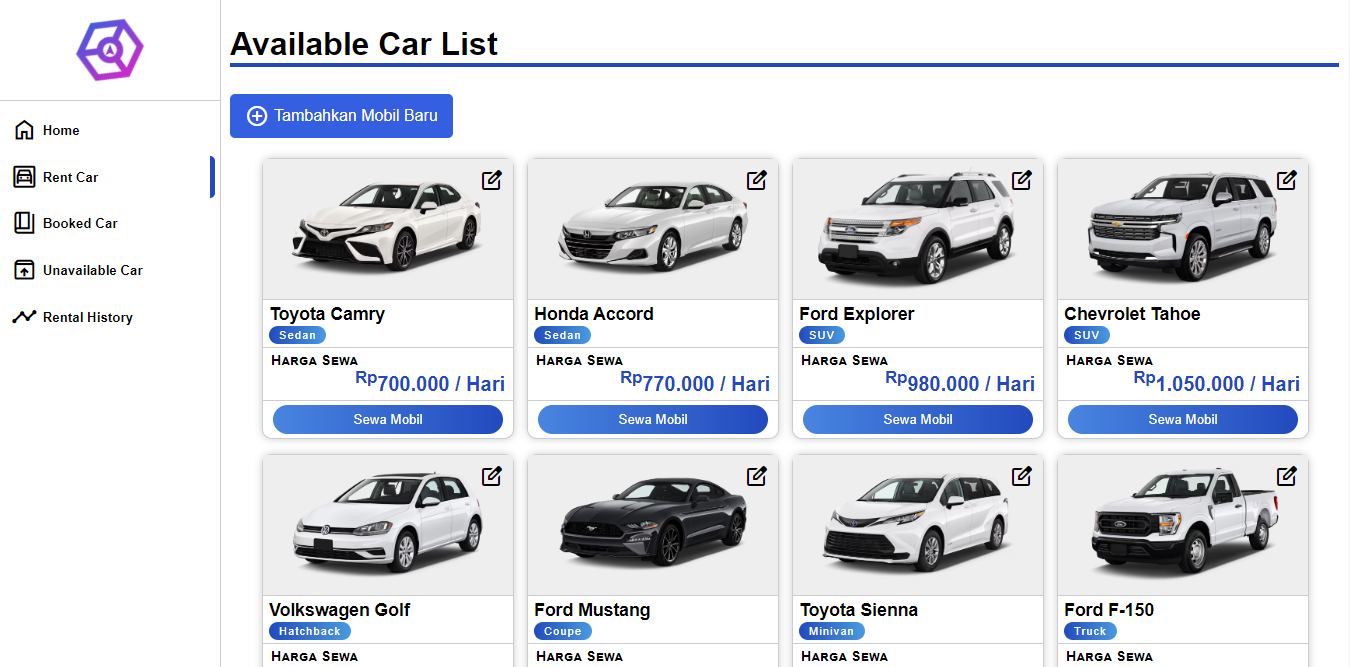 Available Car List
Home
Rent Car
Booked Car
Unavailable Car
Rental History
Tambahkan Mobil Baru
Toyota Camry
Sedan
Harga Sewa
Rp700.000 / Hari
Sewa Mobil
Honda Accord
Sedan
Harga Sewa
Rp770.000 / Hari
Sewa Mobil
Ford Explorer
SUV
Harga Sewa
Rp980.000 / Hari
Sewa Mobil
Chevrolet Tahoe
SUV
Harga Sewa
Rp1.050.000 / Hari
Sewa Mobil
Volkswagen Golf
Hatchback
Harga Sewa
Ford Mustang
Coupe
Harga Sewa
Toyota Sienna
Minivan
Harga Sewa
Ford F-150
Truck
Harga Sewa